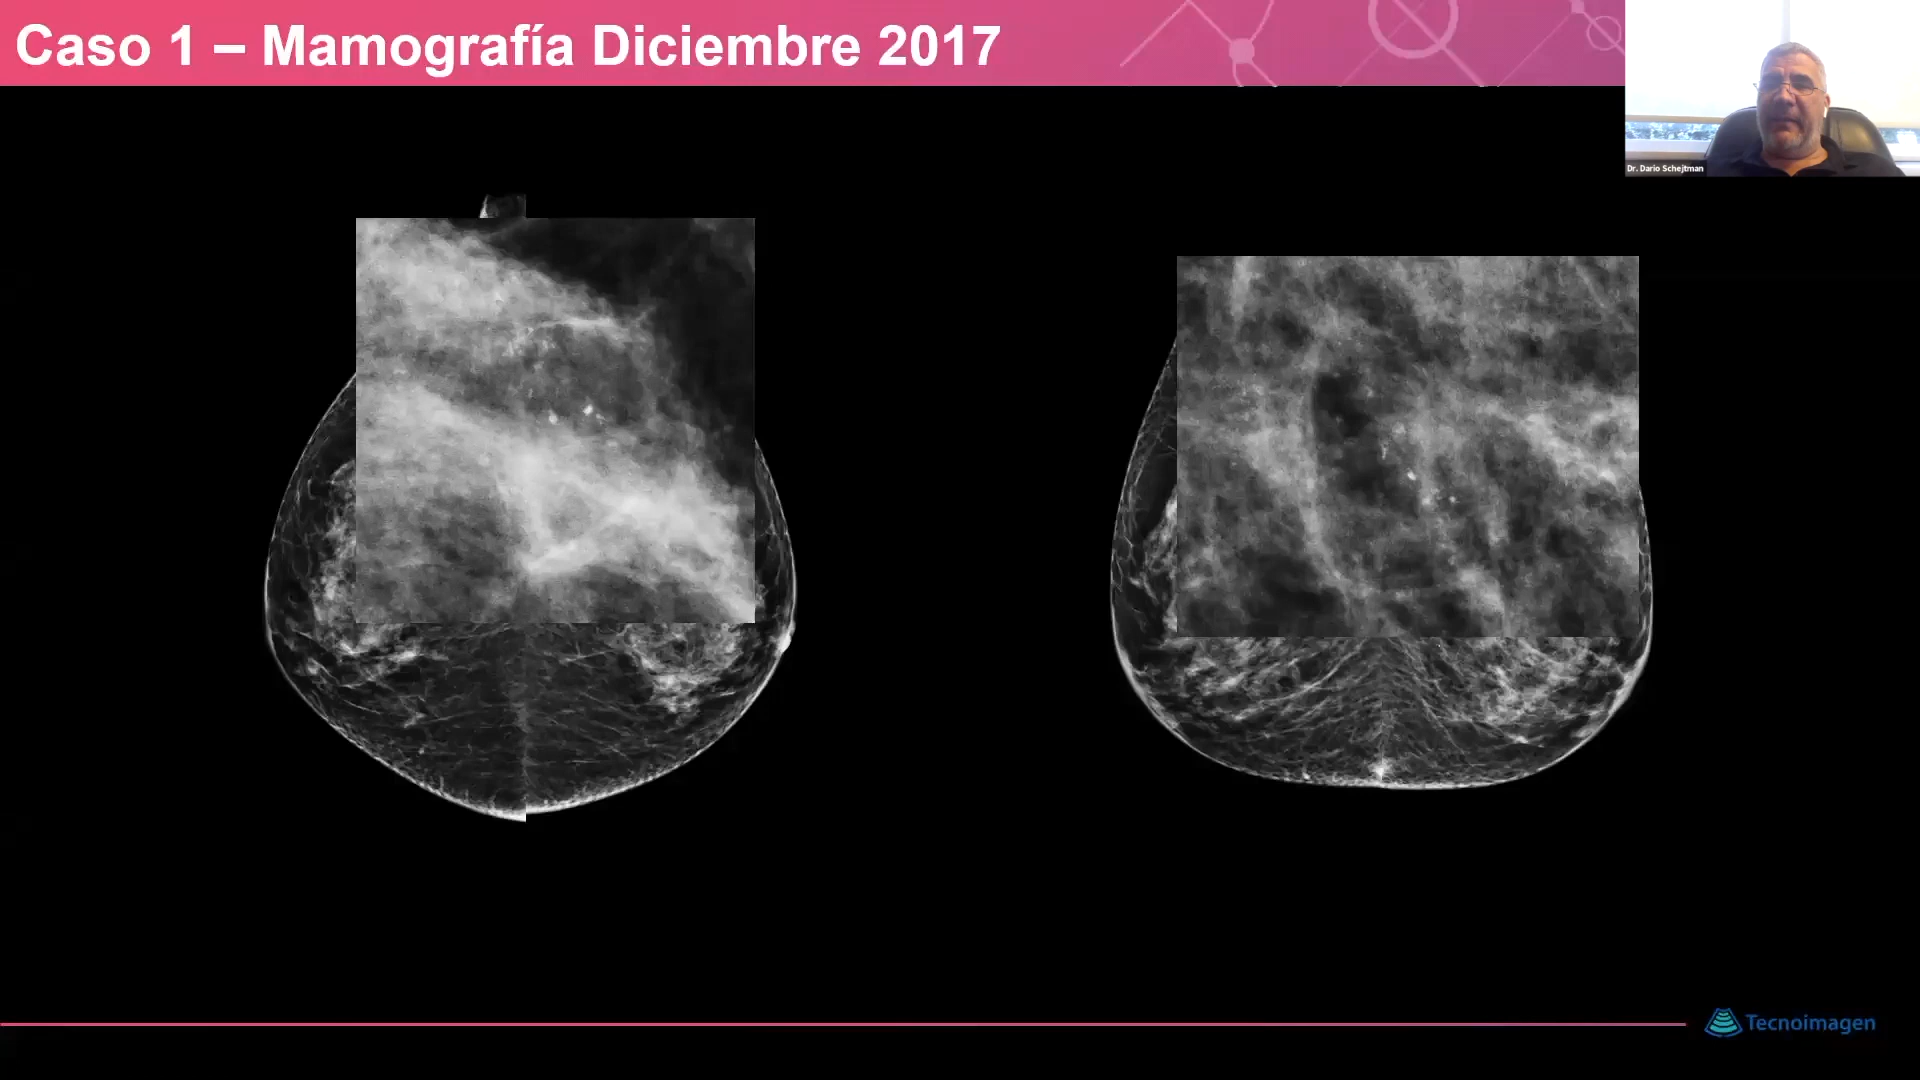 Caso 1 – Mamografía Diciembre 2017
Dr. Dario Schejtman
Tecnoimagen